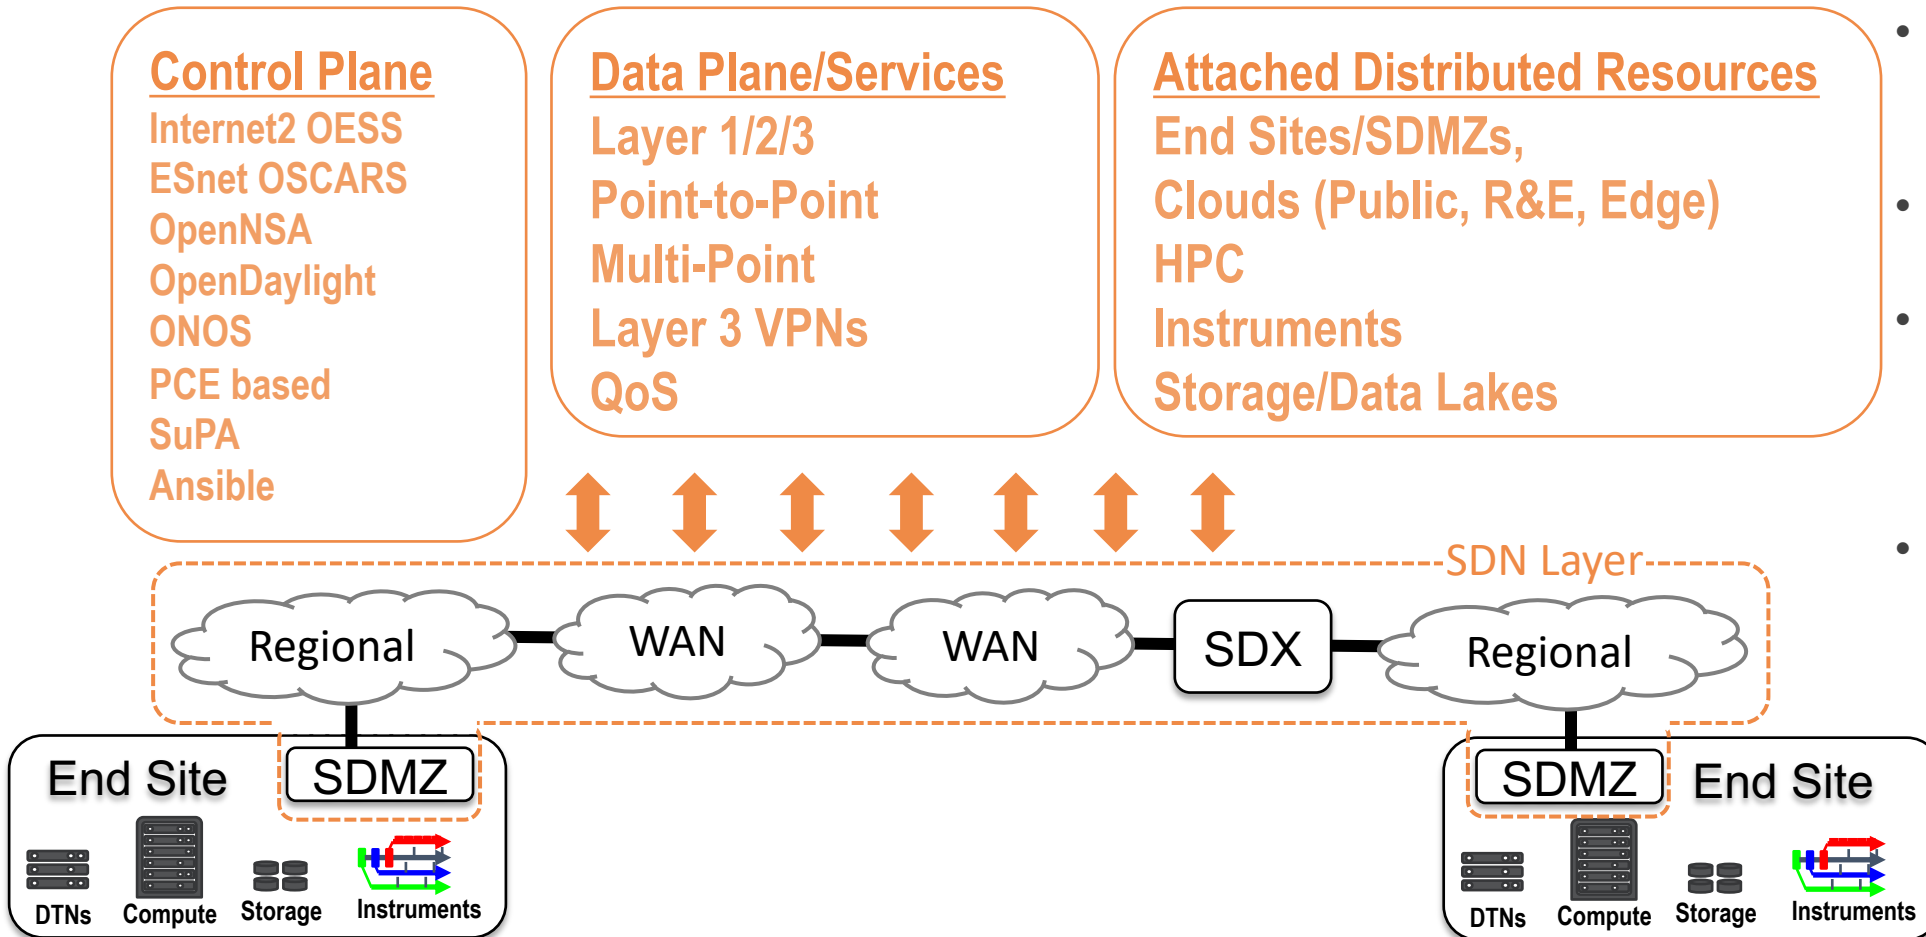 Control Plane
Internet2 OESS
ESnet OSCARS
OpenNSA
OpenDaylight
ONOS
PCE based
SuPA
Ansible
Data Plane/Services
Layer 1/2/3
Point-to-Point
Multi-Point
Layer 3 VPNs
QoS
Attached Distributed Resources
End Sites/SDMZs,
Clouds (Public, R&E, Edge)
HPC
Instruments
Storage/Data Lakes
SDN Layer
Regional
WAN
WAN
SDX
Regional
End Site
SDMZ
DTNs
Compute
Storage
Instruments
SDMZ
End Site
DTNs
Compute
Storage
Instruments